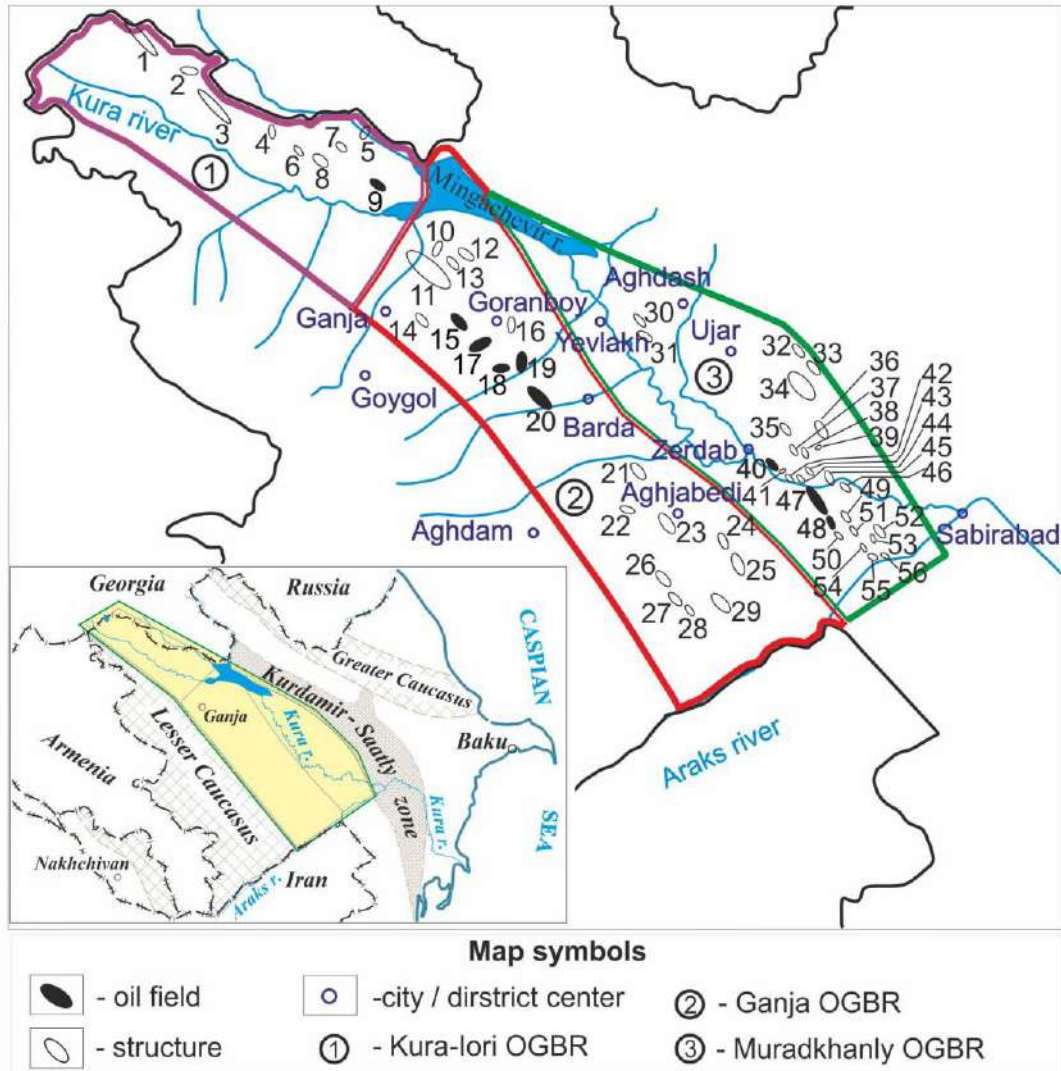 1
2
3
Kura river
4
7
5
6
8
①
9
Mingachevir r.
10
12
13
11
Aghdash
Ganja
14
Goranboy
16
30
15
Yevlakh
31
Ujar
17
32
33
36
18
19
③
37
42
34
38
43
Goygol
20
39
44
Barda
35
45
Zerdab
40
46
21
41
47
49
②
Aghjabedi
51
22
23
24
48
52
Sabirabad
Aghdam
50
53
25
54
56
26
55
27
28
29
Araks river
Georgia
Russia
CASPIAN
Greater Caucasus
Kurdamir - Saatly
zone
Ganja
Kura r.
Baku
Lesser Caucasus
Armenia
Kura r.
SEA
Nakhchivan
Araks r.
Iran
Map symbols
- oil field
-city / dirstrict center
② - Ganja OGBR
- structure
① - Kura-Iori OGBR
③ - Muradkhanly OGBR